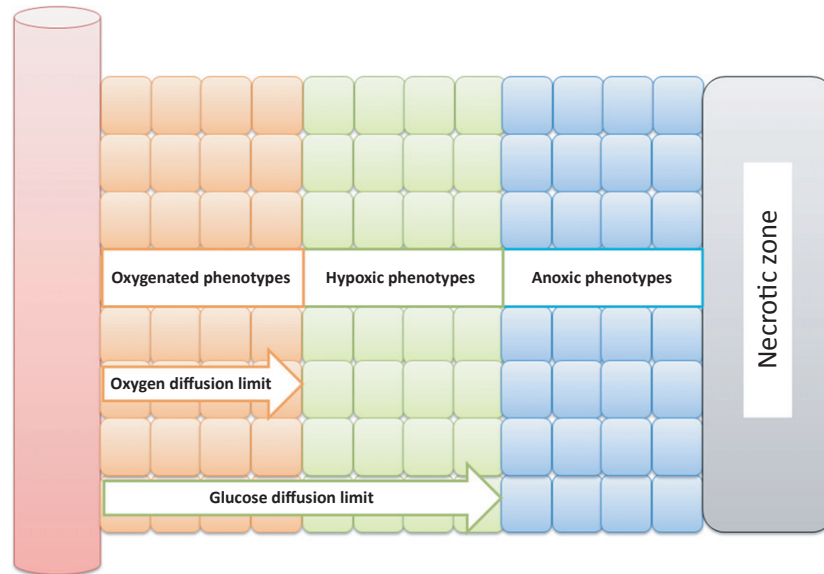 Oxygenated phenotypes
Hypoxic phenotypes
Anoxic phenotypes
Necrotic zone
Oxygen diffusion limit
Glucose diffusion limit